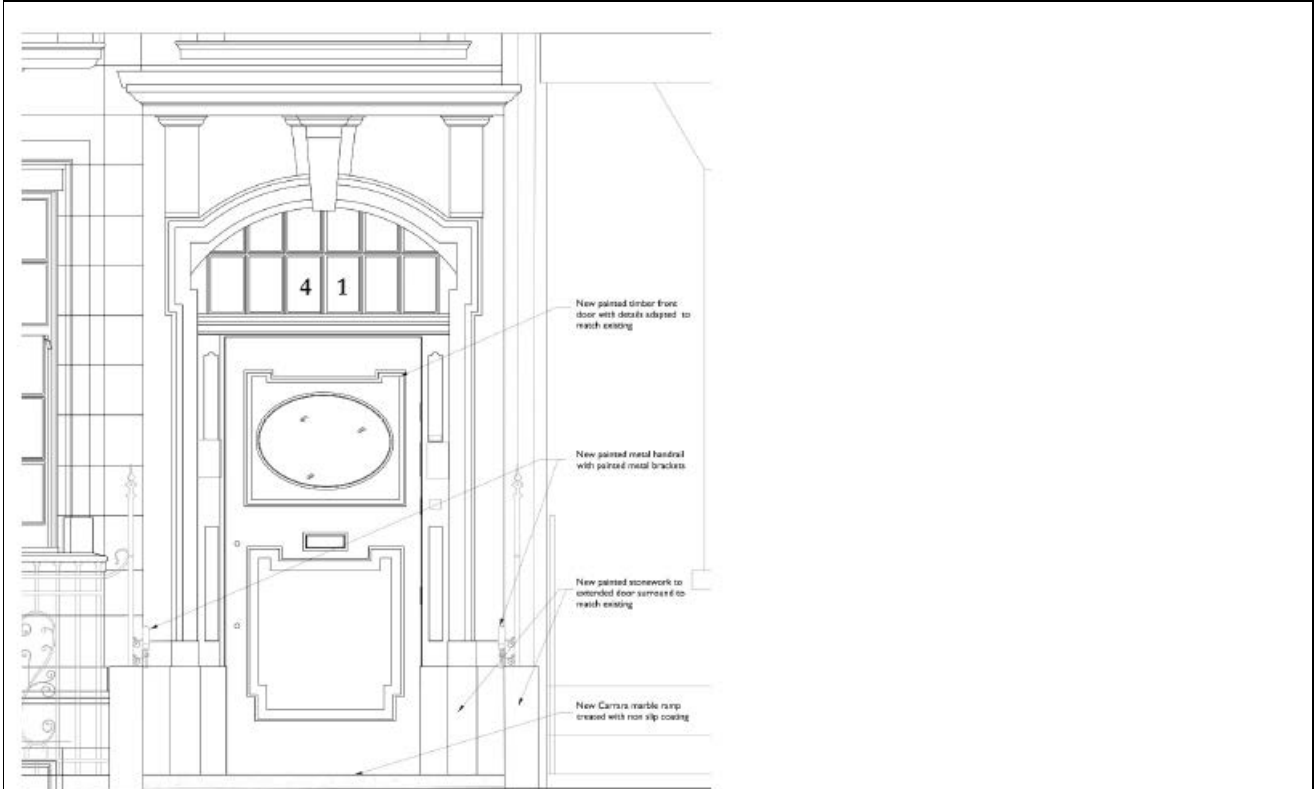 4 1
New painted timber front
door with details adapted to
match existing
New painted metal handrail
with painted metal brackets
New painted stonework to
extended door surround to
match existing
New Carrara marble ramp
treated with non slip coating